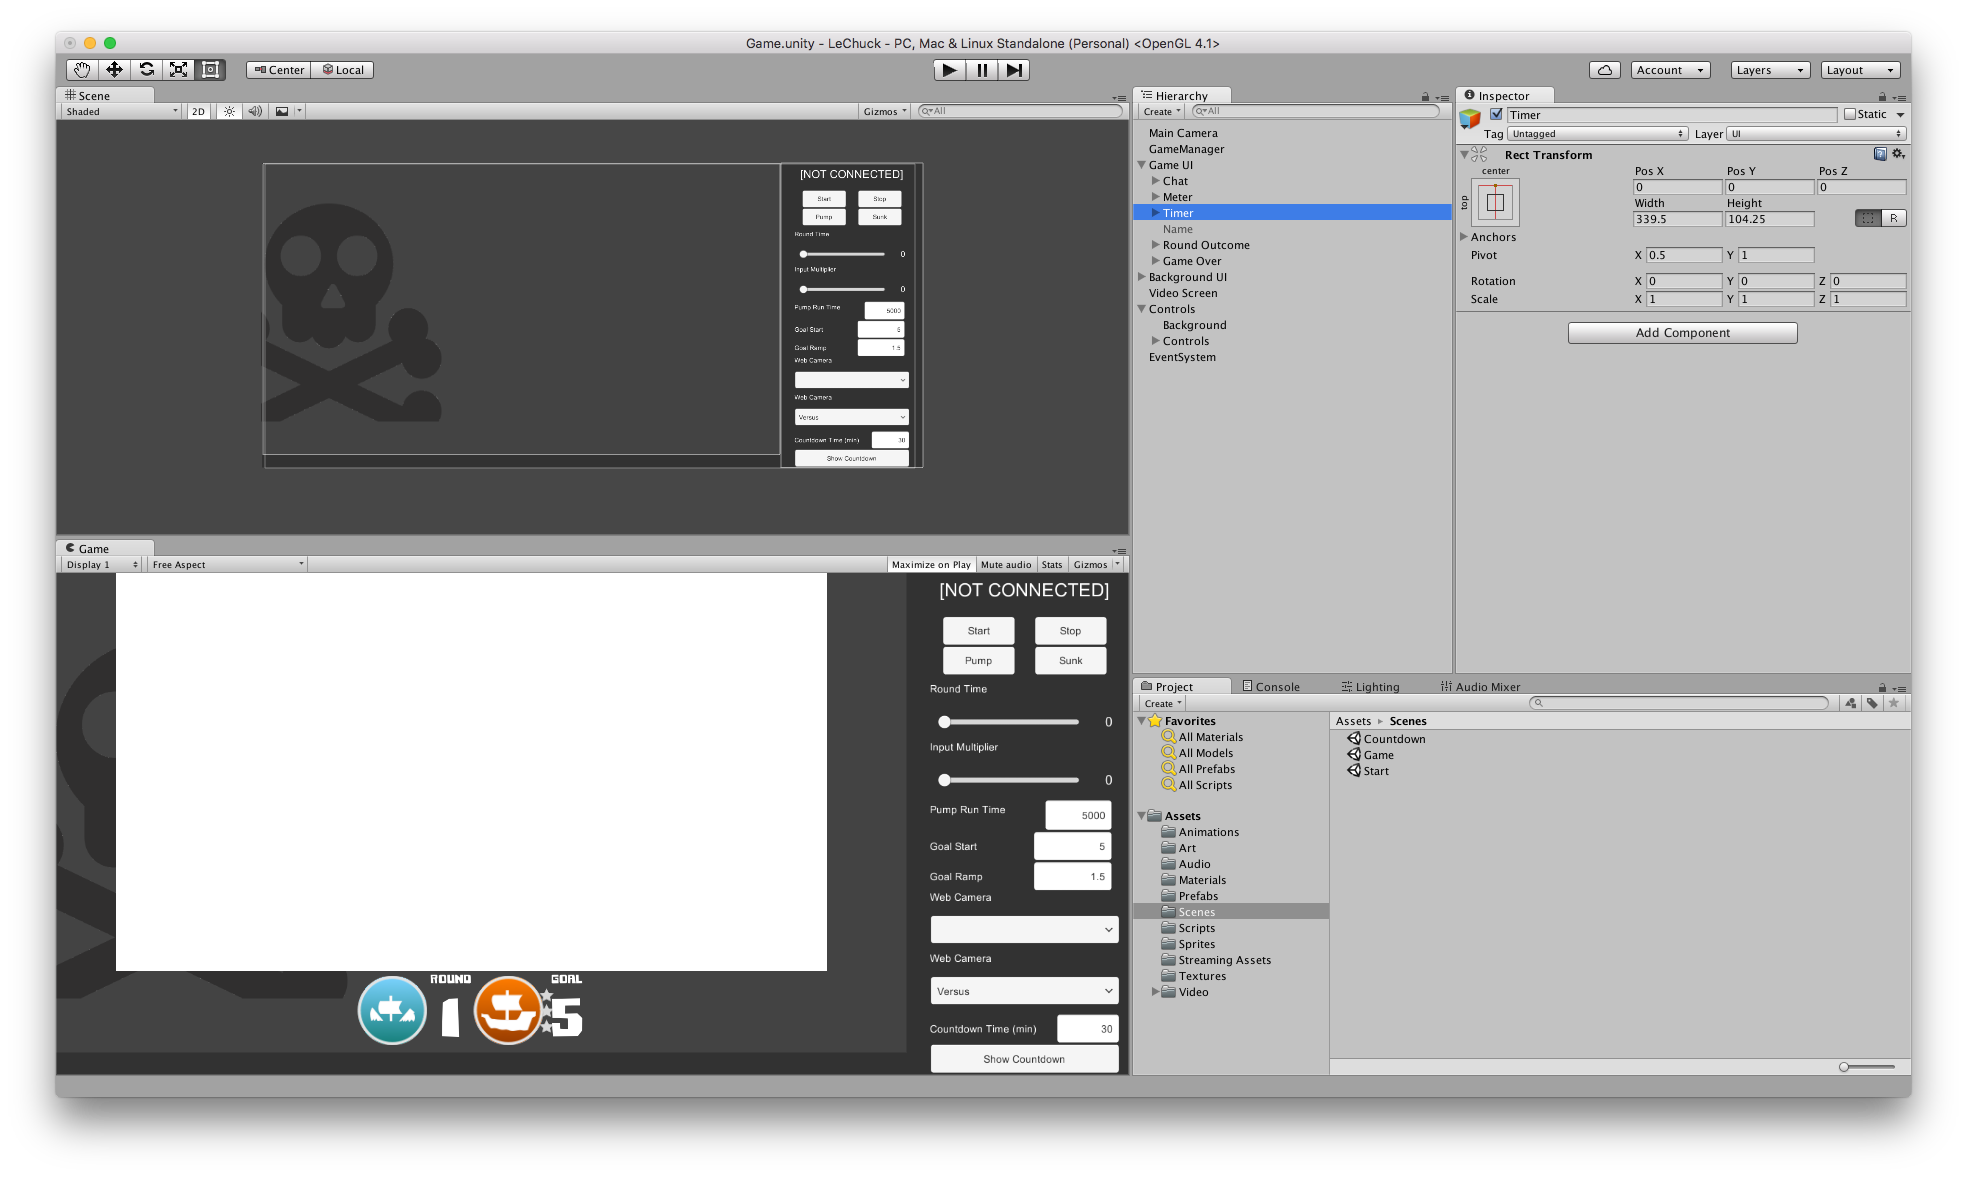 Game.unity - LeChuck - PC, Mac & Linux Standalone (Personal) <OpenGL 4.1>
Center Local
Account Layers Layout
Scene
Shaded 2D Gizmos All
[NOT CONNECTED]
Start Stop
Pump Sunk
Round Time
0
Input Multiplier
0
Pump Run Time 5000
Goal Start 5
Goal Ramp 1.5
Web Camera
Web Camera
Versus
Countdown Time (min) 30
Show Countdown
Game
Display 1 Free Aspect Maximize on Play Mute audio Stats Gizmos
[NOT CONNECTED]
Start Stop
Pump Sunk
Round Time
0
Input Multiplier
0
Pump Run Time 5000
Goal Start 5
Goal Ramp 1.5
Web Camera
Web Camera
Versus
Countdown Time (min) 30
Show Countdown
ROUND GOAL
1 5
Hierarchy
Create All
Main Camera
GameManager
Game UI
Chat
Meter
Timer
Name
Round Outcome
Game Over
Background UI
Video Screen
Controls
Background
Controls
EventSystem
Inspector
Timer Static
Tag Untagged Layer UI
Rect Transform
center
top
Pos X Pos Y Pos Z
0 0 0
Width Height
339.5 104.25 R
Anchors
Pivot X 0.5 Y 1
Rotation X 0 Y 0 Z 0
Scale X 1 Y 1 Z 1
Add Component
Project Console Lighting Audio Mixer
Create
Favorites
All Materials
All Models
All Prefabs
All Scripts
Assets
Animations
Art
Audio
Materials
Prefabs
Scenes
Scripts
Sprites
Streaming Assets
Textures
Video
Assets Scenes
Countdown
Game
Start